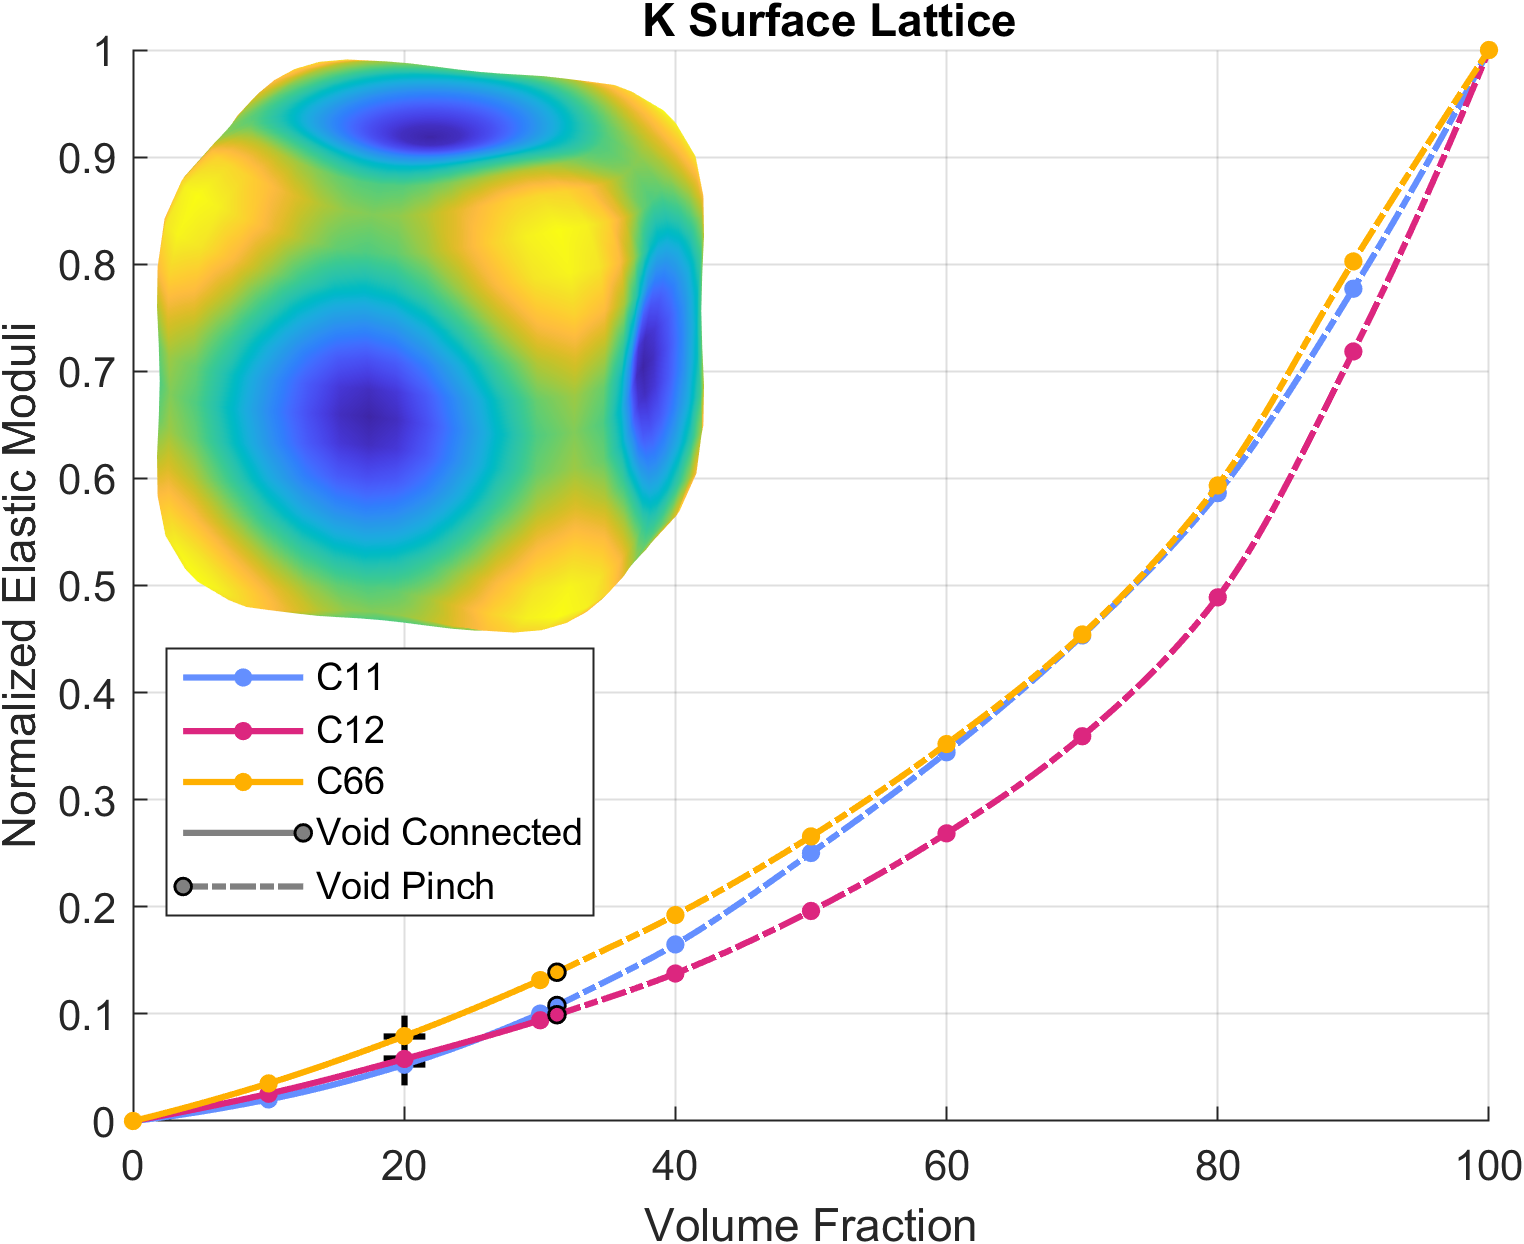 K Surface Lattice
1
0.9
0.8
0.7
0.6
0.5
0.4
0.3
0.2
0.1
0
Normalized Elastic Moduli
C11
C12
C66
Void Connected
Void Pinch
0 20 40 60 80 100
Volume Fraction